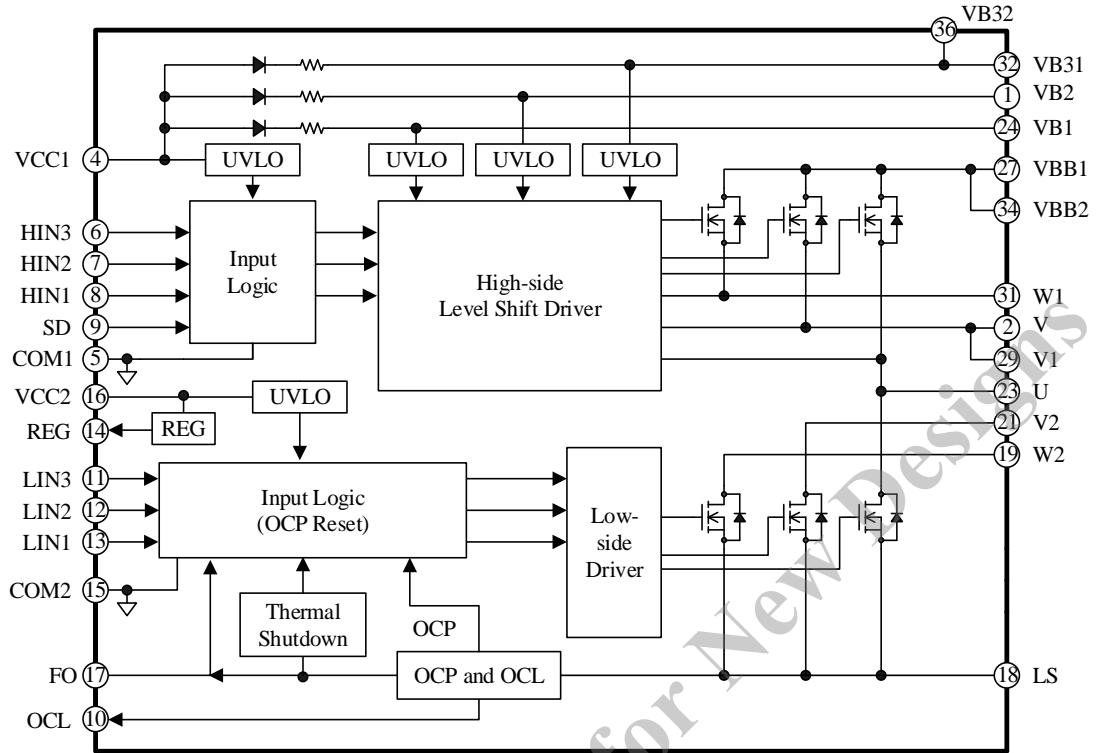 VB32
36
32 VB31
1 VB2
24 VB1
VCC1 4
UVLO
UVLO
UVLO
UVLO
27 VBB1
34 VBB2
HIN3 6
HIN2 7
HIN1 8
SD 9
COM1 5
Input
Logic
High-side
Level Shift Driver
31 W1
2 V
29 V1
23 U
21 V2
19 W2
VCC2 16
REG 14
REG
UVLO
LIN3 11
LIN2 12
LIN1 13
COM2 15
Input Logic
(OCP Reset)
Low-
side
Driver
Thermal
Shutdown
OCP
OCP and OCL
FO 17
OCL 10
18 LS
for New Designs